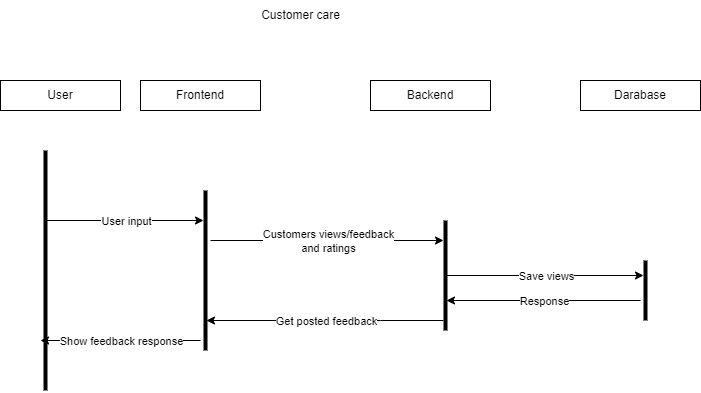 Customer care
User
Frontend
Backend
Darabase
User input
Customers views/feedback
and ratings
Save views
Response
Get posted feedback
Show feedback response